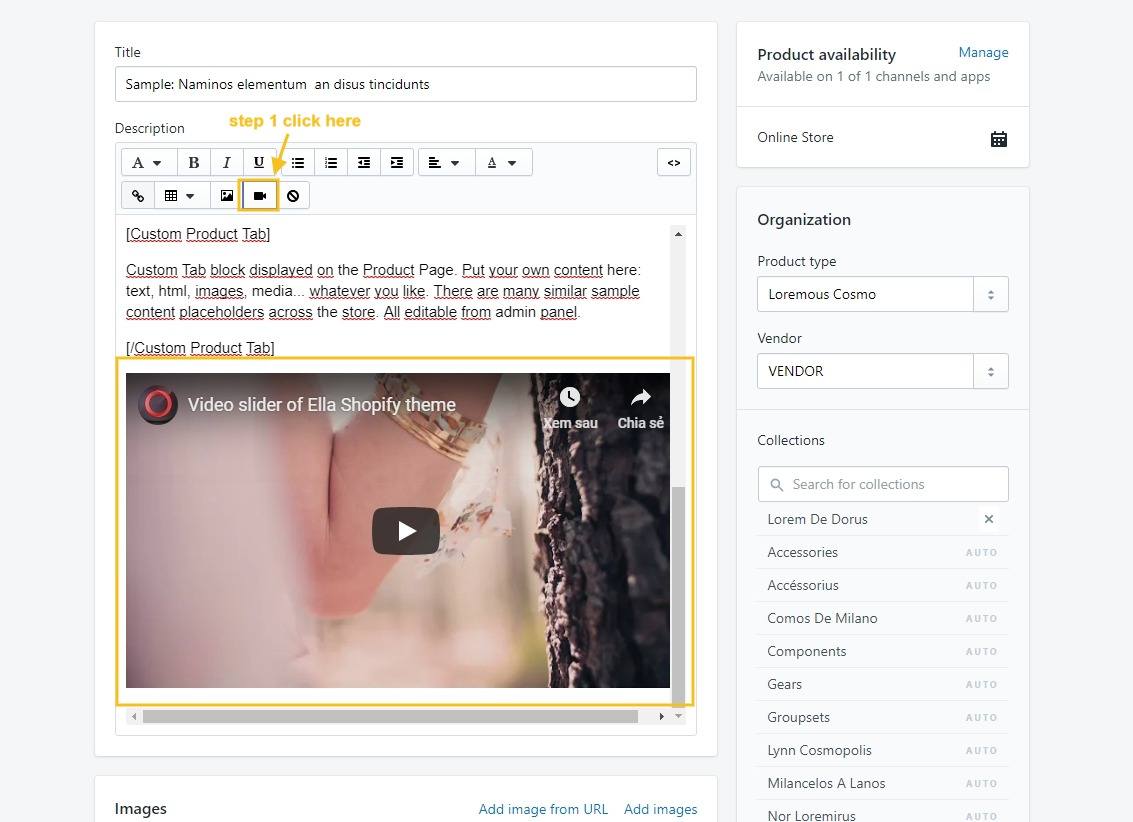 Title
Sample: Naminos elementum  an disus tincidunts
step 1 click here
Description
A B I U A <>
[Custom Product Tab]
Custom Tab block displayed on the Product Page. Put your own content here:
text, html, images, media... whatever you like. There are many similar sample
content placeholders across the store. All editable from admin panel.
[/Custom Product Tab]
Video slider of Ella Shopify theme
Xem sau Chia sẻ
Images Add image from URL Add images
Product availability Manage
Available on 1 of 1 channels and apps
Online Store
Organization
Product type
Loremous Cosmo
Vendor
VENDOR
Collections
Search for collections
Lorem De Dorus
Accessories AUTO
Accéssorius AUTO
Comos De Milano AUTO
Components AUTO
Gears AUTO
Groupsets AUTO
Lynn Cosmopolis AUTO
Milancelos A Lanos AUTO
Nor Loremirus AUTO